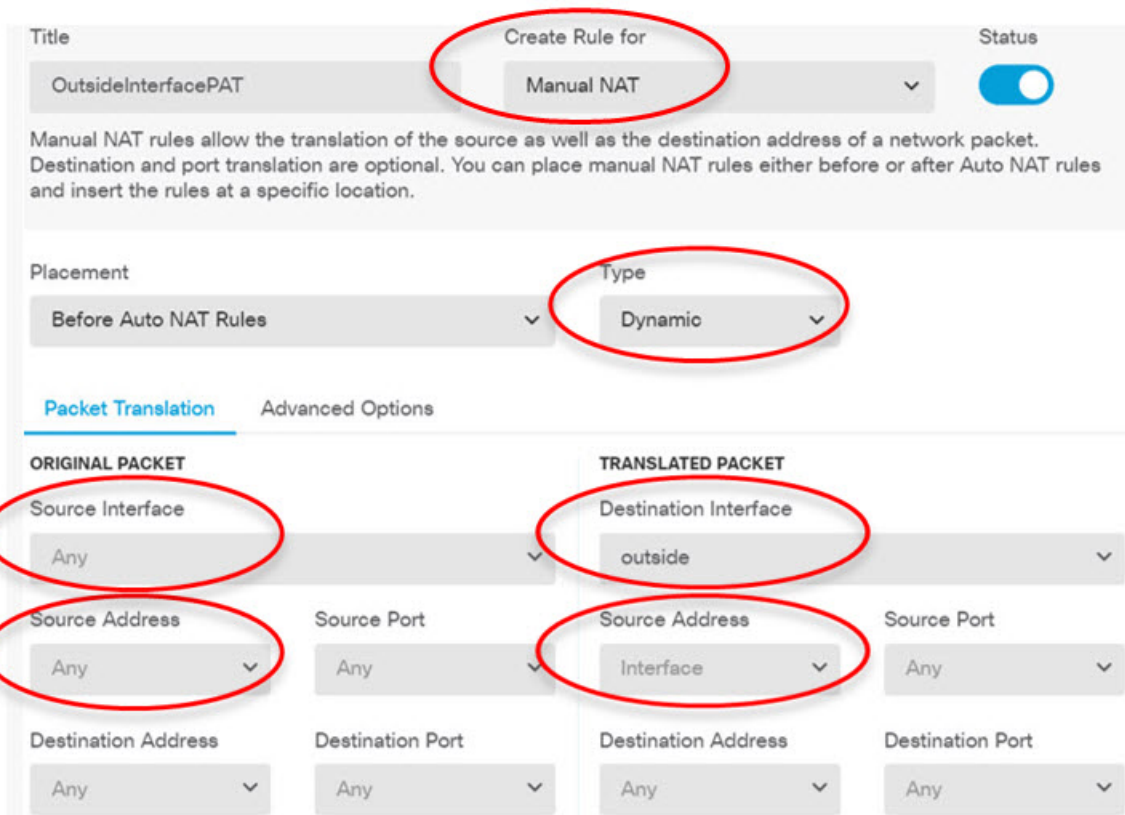 Title Create Rule for Status
OutsideInterfacePAT Manual NAT
Manual NAT rules allow the translation of the source as well as the destination address of a network packet.
Destination and port translation are optional. You can place manual NAT rules either before or after Auto NAT rules
and insert the rules at a specific location.
Placement Type
Before Auto NAT Rules Dynamic
Packet Translation Advanced Options
ORIGINAL PACKET TRANSLATED PACKET
Source Interface Destination Interface
Any outside
Source Address Source Port Source Address Source Port
Any Any Interface Any
Destination Address Destination Port Destination Address Destination Port
Any Any Any Any